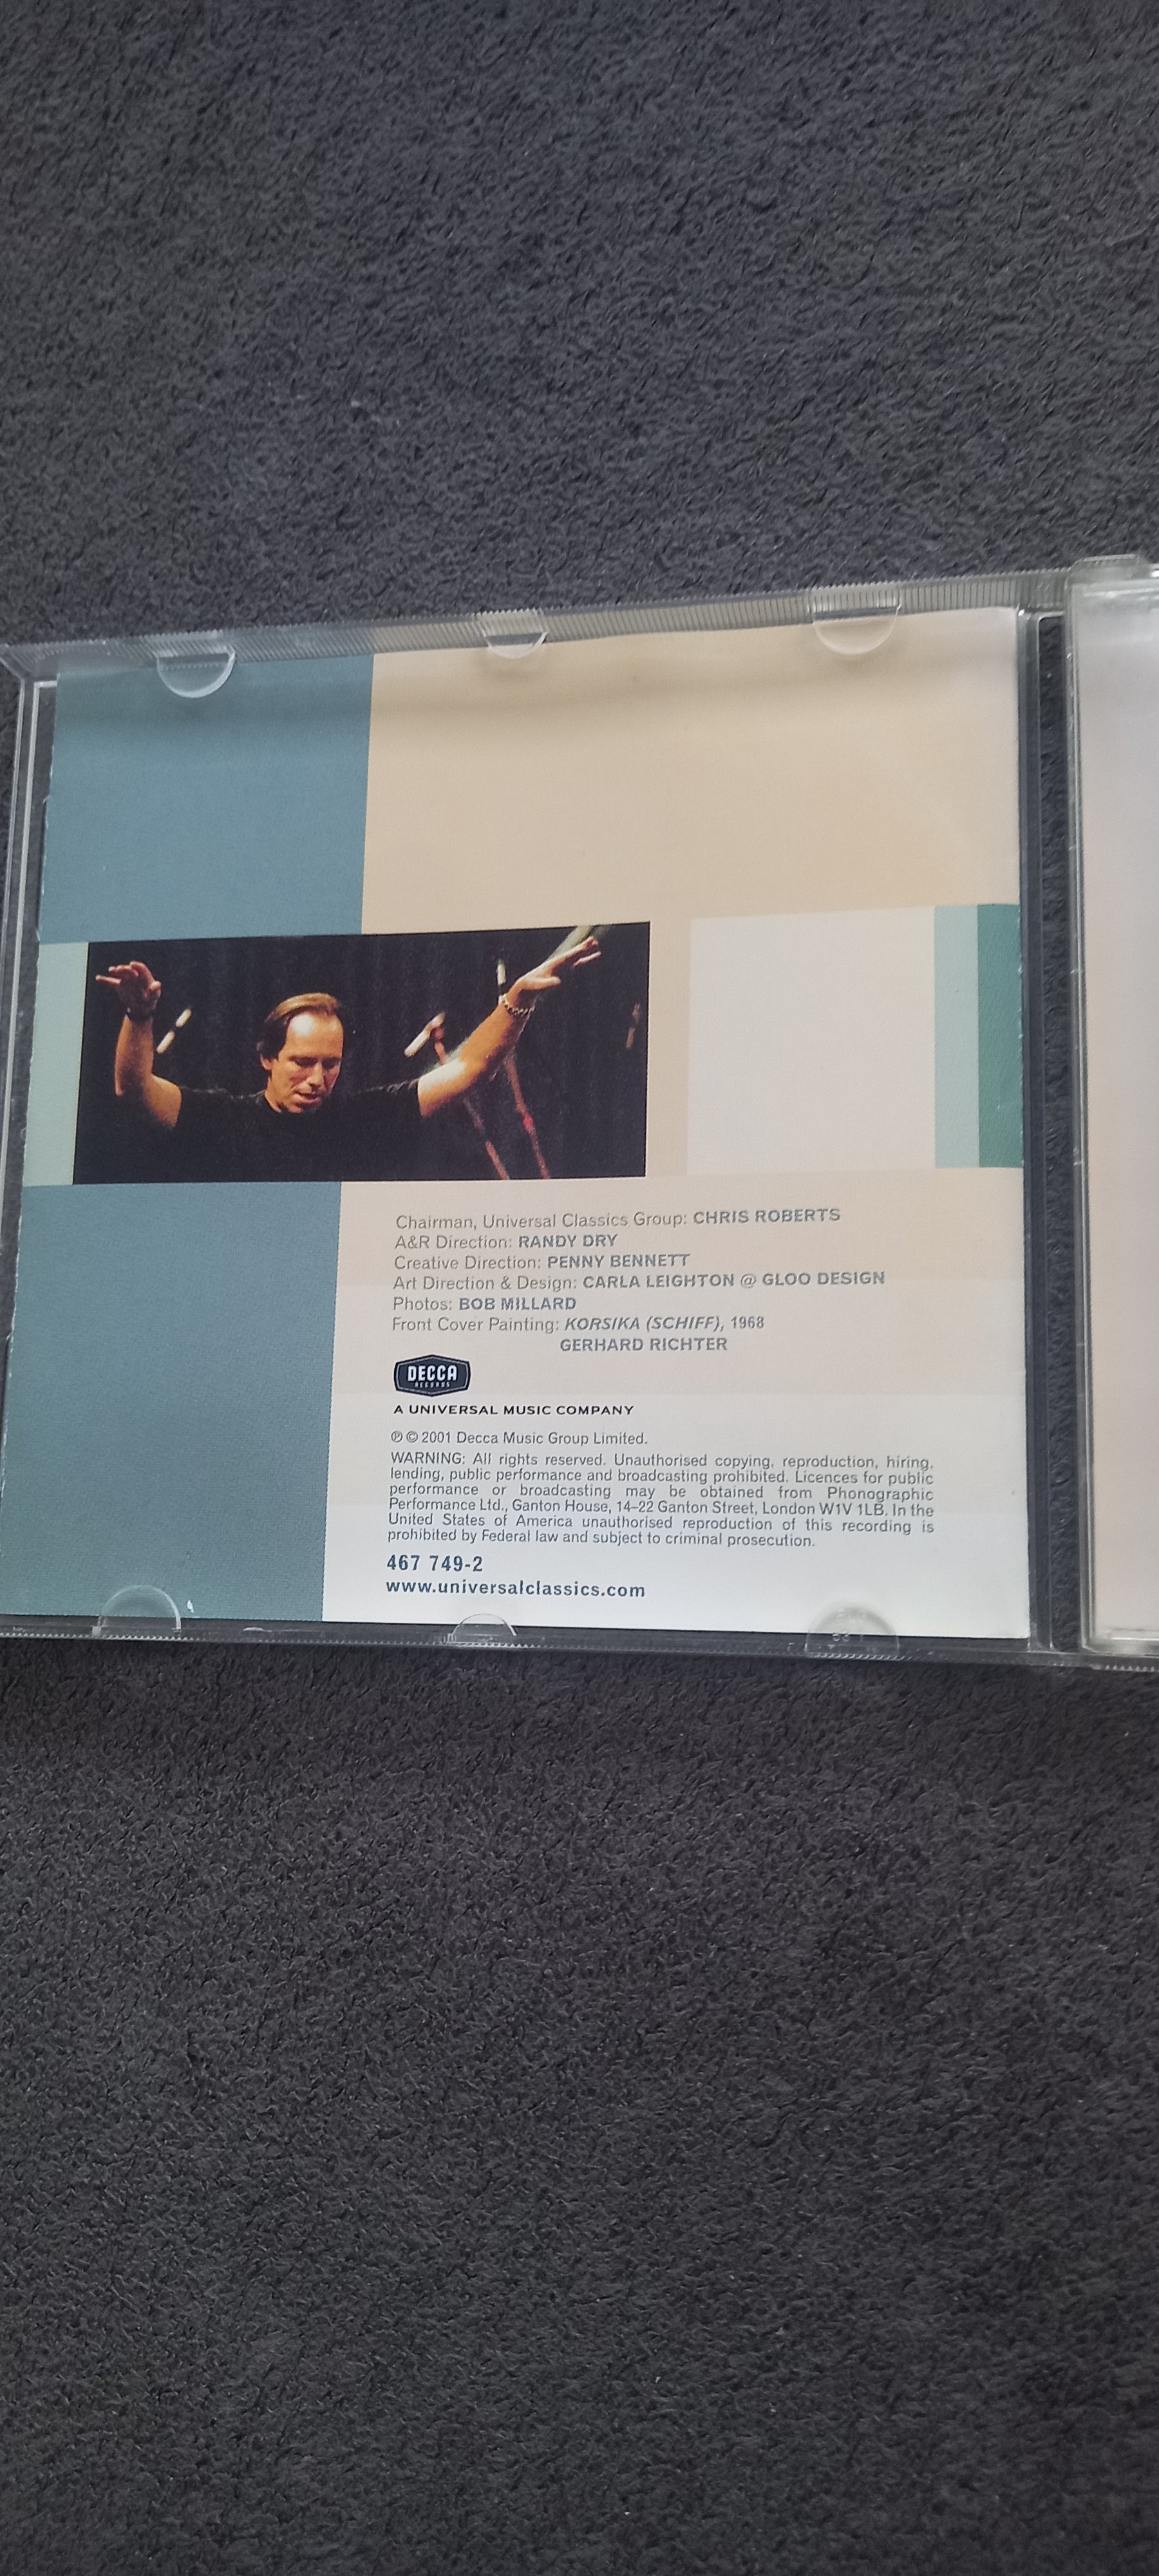 Chairman, Universal Classics Group: CHRIS ROBERTS
A&R Direction: RANDY DRY
Creative Direction: PENNY BENNETT
Art Direction & Design: CARLA LEIGHTON @ GLOO DESIGN
Photos: BOB MILLARD
Front Cover Painting: KORSIKA (SCHIFF), 1968
GERHARD RICHTER
DECCA
RECORDS
A UNIVERSAL MUSIC COMPANY
℗ © 2001 Decca Music Group Limited.
WARNING: All rights reserved. Unauthorised copying, reproduction, hiring,
lending, public performance and broadcasting prohibited. Licences for public
performance or broadcasting may be obtained from Phonographic
Performance Ltd., Ganton House, 14–22 Ganton Street, London W1V 1LB. In the
United States of America unauthorised reproduction of this recording is
prohibited by Federal law and subject to criminal prosecution.
467 749-2
www.universalclassics.com